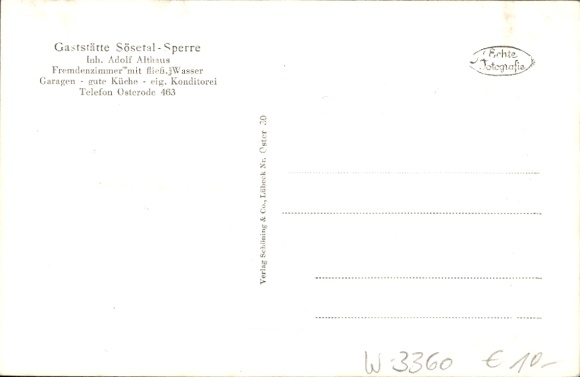 Gaststätte Sösetal-Sperre
Inh. Adolf Althaus
Fremdenzimmer mit fließ. Wasser
Garagen - gute Küche - eig. Konditorei
Telefon Osterode 463
Echte
Fotografie
Verlag Schöning & Co., Lübeck Nr. Oster 50
W-3360 € 10.-